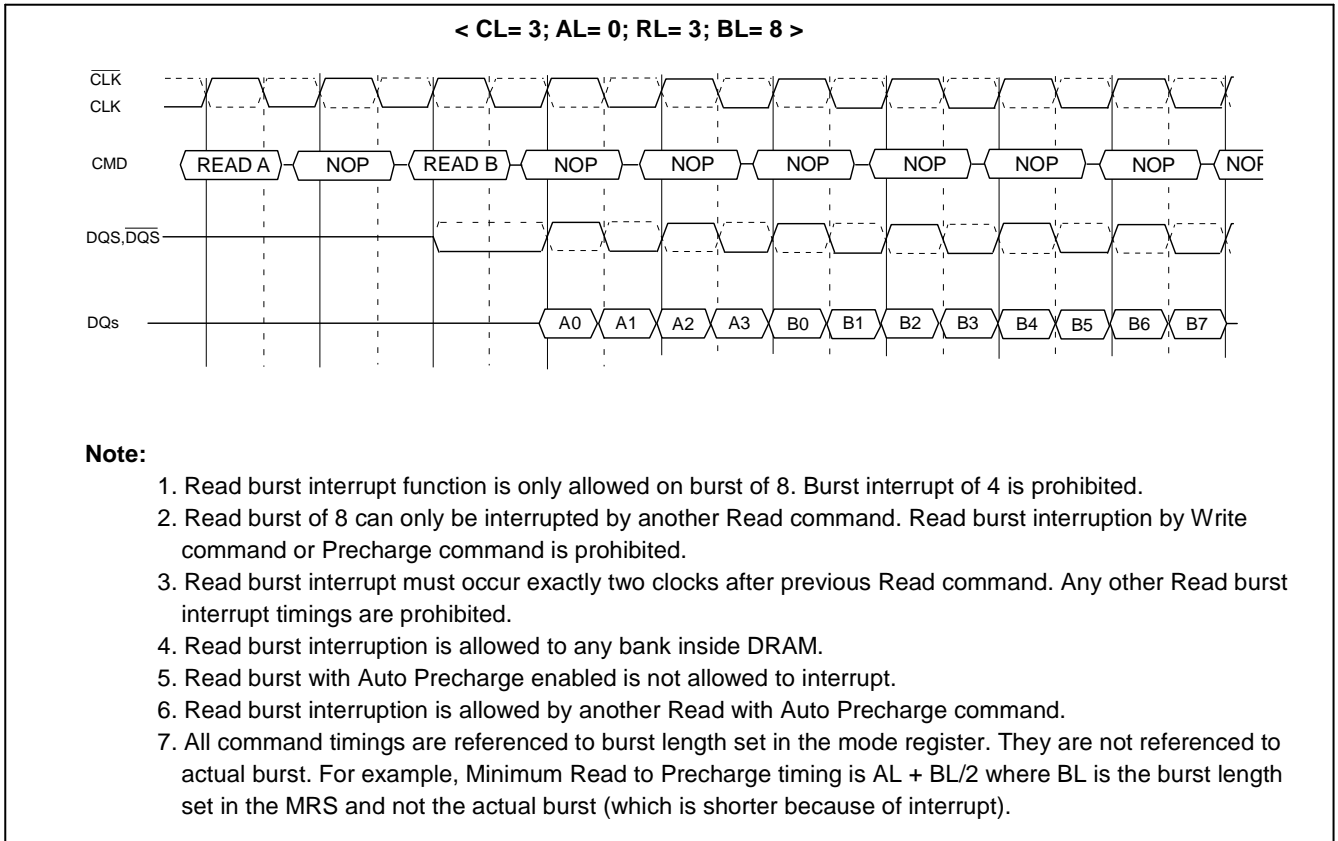 < CL= 3; AL= 0; RL= 3; BL= 8 >
CLK
CLK
CMD READ A NOP READ B NOP NOP NOP NOP NOP NOP NOP
DQS,DQS
DQs A0 A1 A2 A3 B0 B1 B2 B3 B4 B5 B6 B7
Note:
1. Read burst interrupt function is only allowed on burst of 8. Burst interrupt of 4 is prohibited.
2. Read burst of 8 can only be interrupted by another Read command. Read burst interruption by Write
command or Precharge command is prohibited.
3. Read burst interrupt must occur exactly two clocks after previous Read command. Any other Read burst
interrupt timings are prohibited.
4. Read burst interruption is allowed to any bank inside DRAM.
5. Read burst with Auto Precharge enabled is not allowed to interrupt.
6. Read burst interruption is allowed by another Read with Auto Precharge command.
7. All command timings are referenced to burst length set in the mode register. They are not referenced to
actual burst. For example, Minimum Read to Precharge timing is AL + BL/2 where BL is the burst length
set in the MRS and not the actual burst (which is shorter because of interrupt).